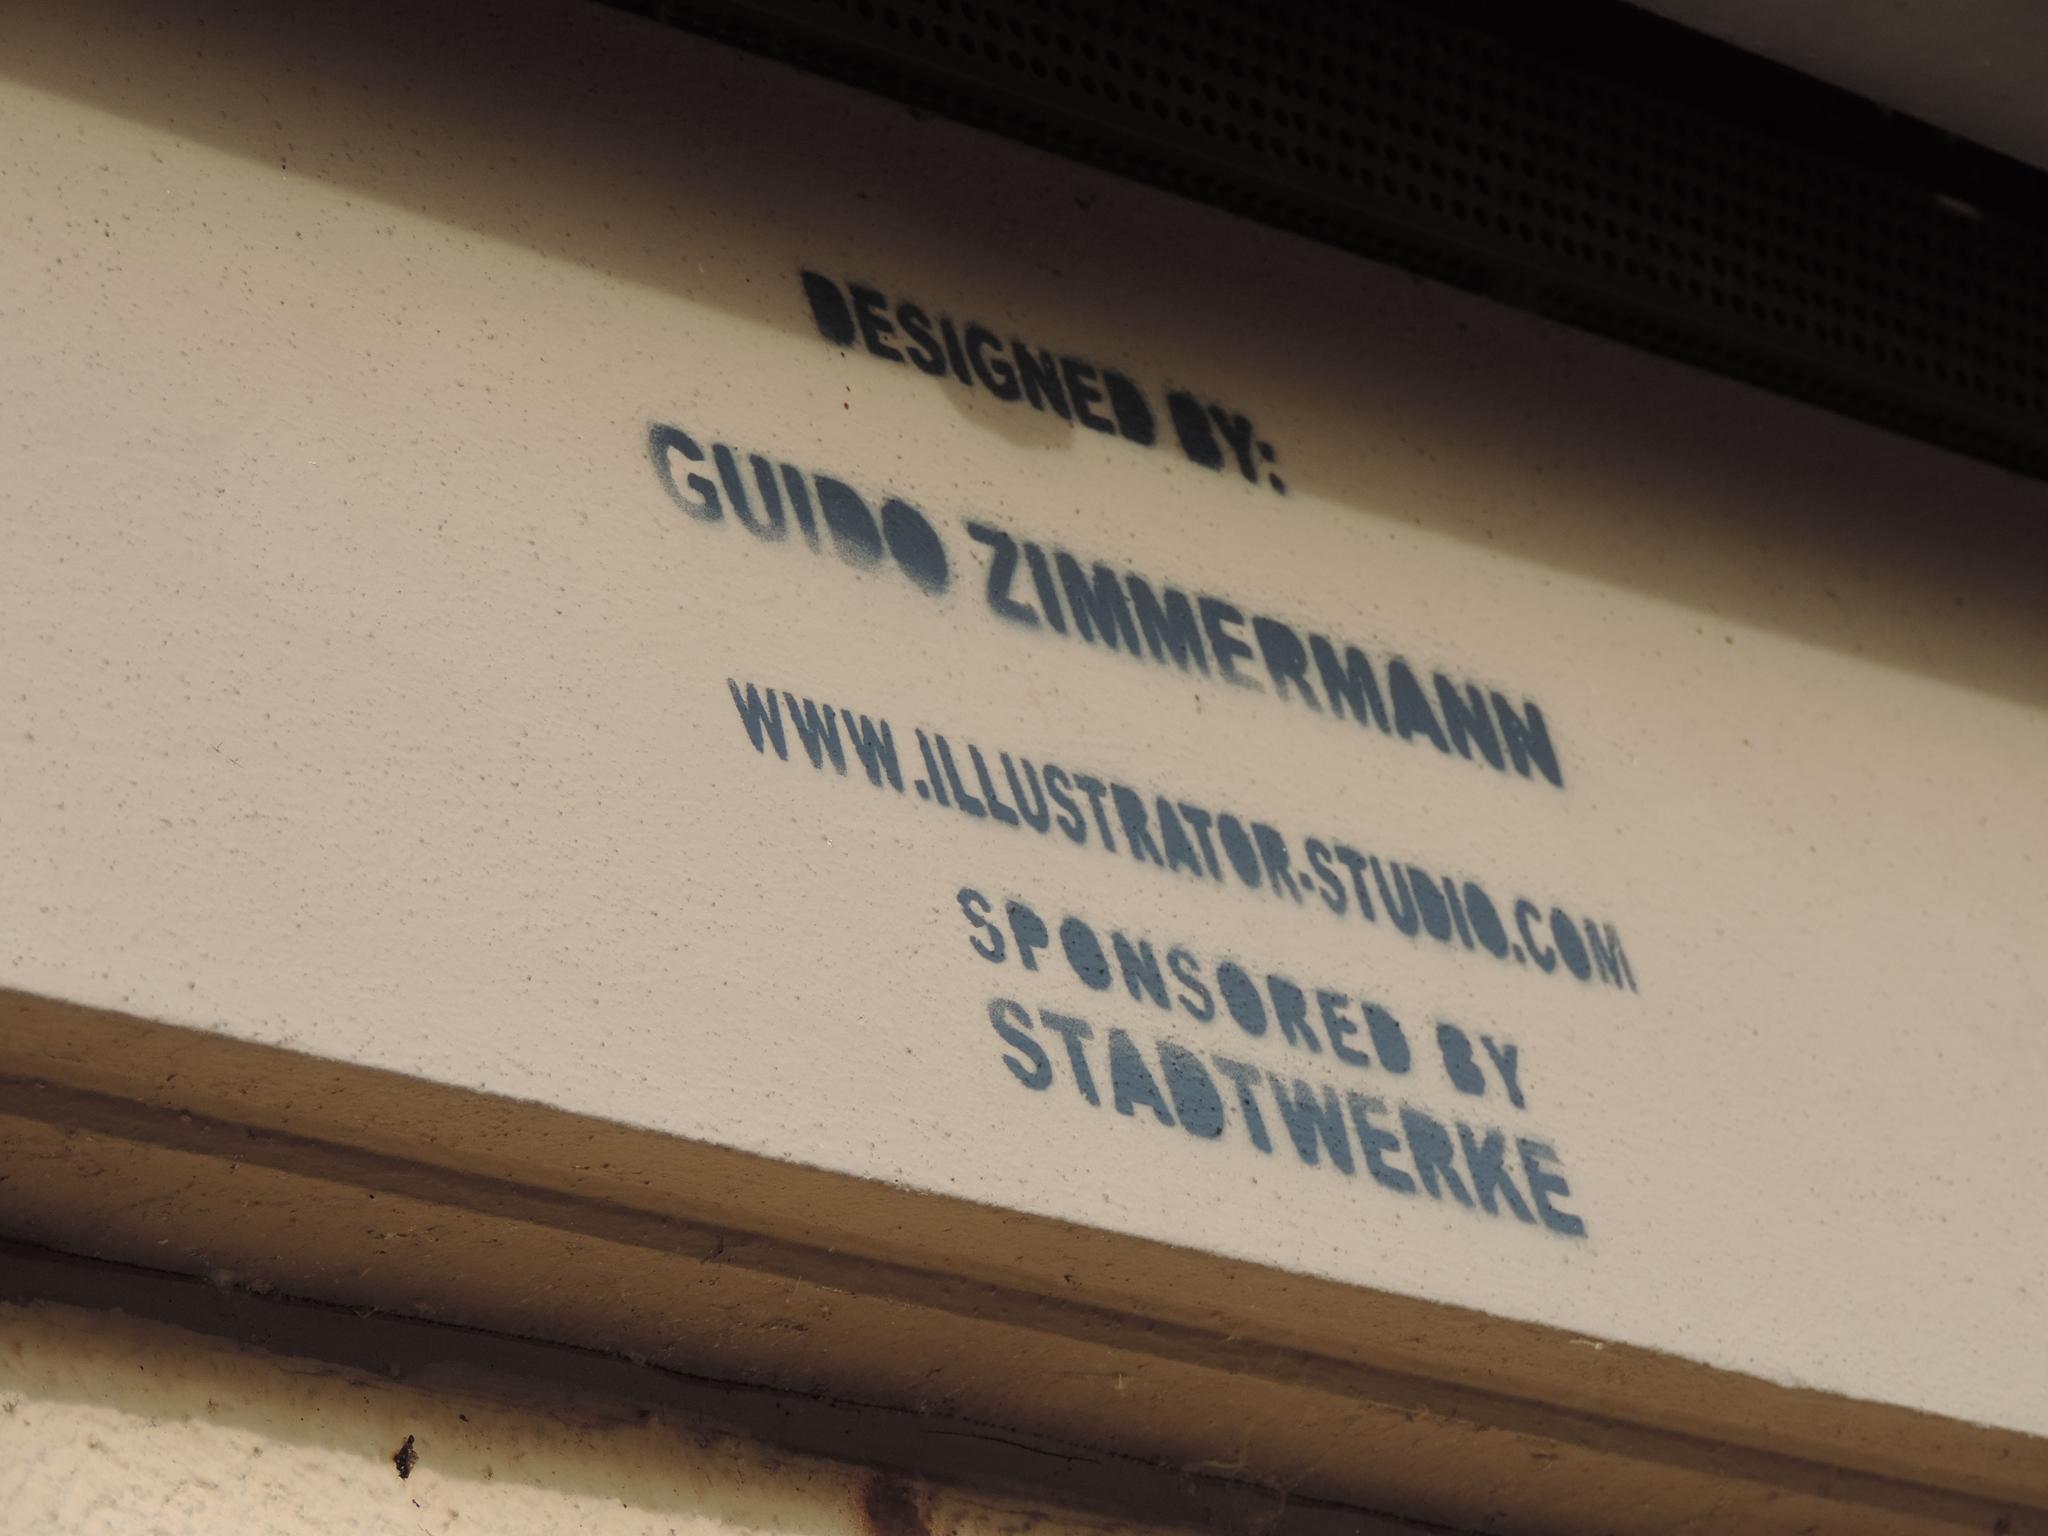 DESIGNED BY:
GUIDO ZIMMERMANN
WWW.ILLUSTRATOR-STUDIO.COM
SPONSORED BY
STADTWERKE